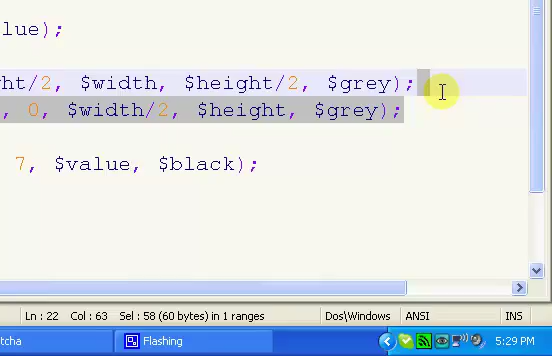 lue);
ght/2, $width, $height/2, $grey);
, 0, $width/2, $height, $grey);
7, $value, $black);
Ln : 22    Col : 63    Sel : 58 (60 bytes) in 1 ranges    Dos\Windows    ANSI    INS
tcha    Flashing    5:29 PM